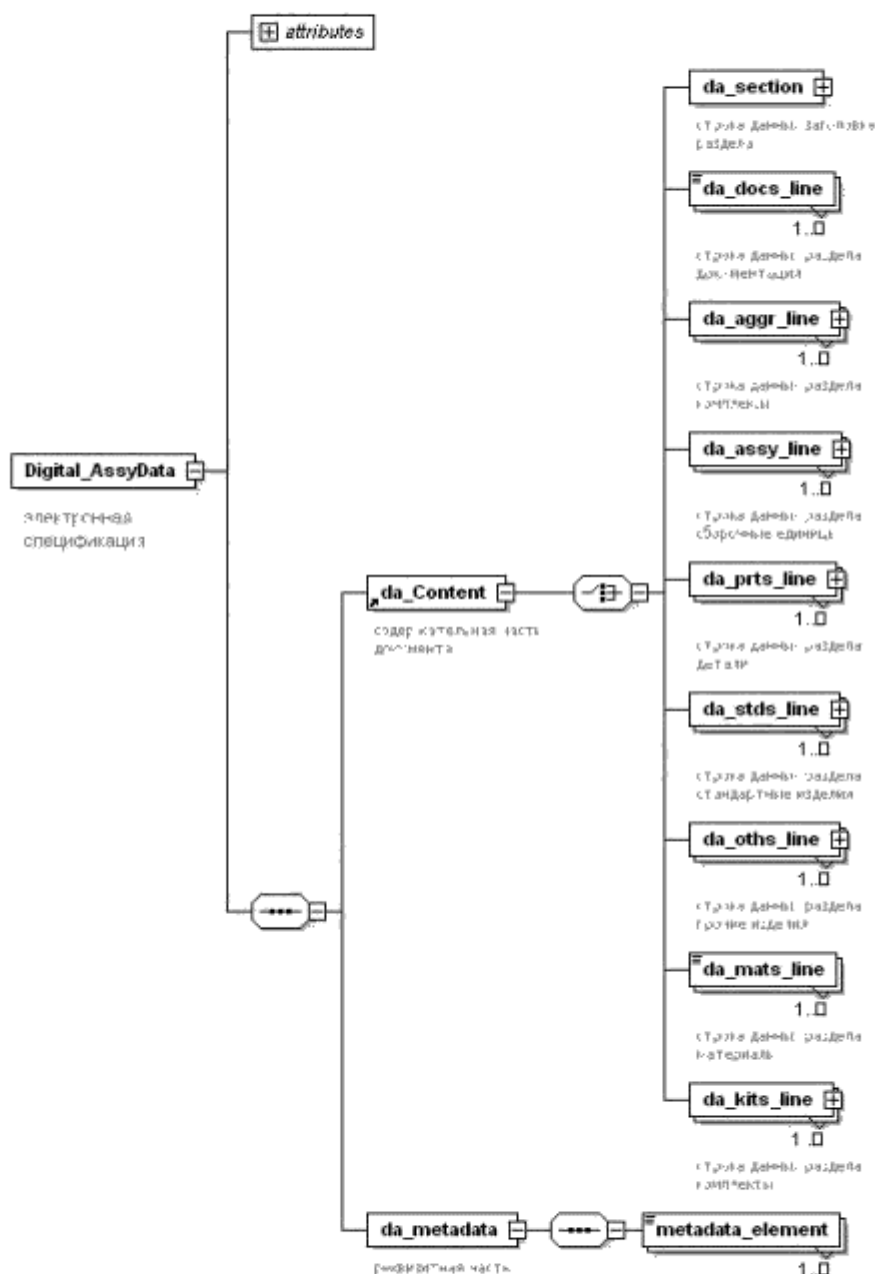 attributes
da_section
строка данных заголовка
раздела
da_docs_line
1..
строка данных раздела
документация
da_aggr_line
1..
строка данных раздела
комплексы
da_assy_line
1..
Digital_AssyData
строка данных раздела
сборочные единицы
электронная
спецификация
da_prts_line
da_Content
1..
содержательная часть
документа
строка данных раздела
детали
da_stds_line
1..
строка данных раздела
стандартные изделия
da_oths_line
1..
строка данных раздела
прочие изделия
da_mats_line
1..
строка данных раздела
материалы
da_kits_line
1..
строка данных раздела
комплекты
da_metadata
metadata_element
реквизитная часть
1..